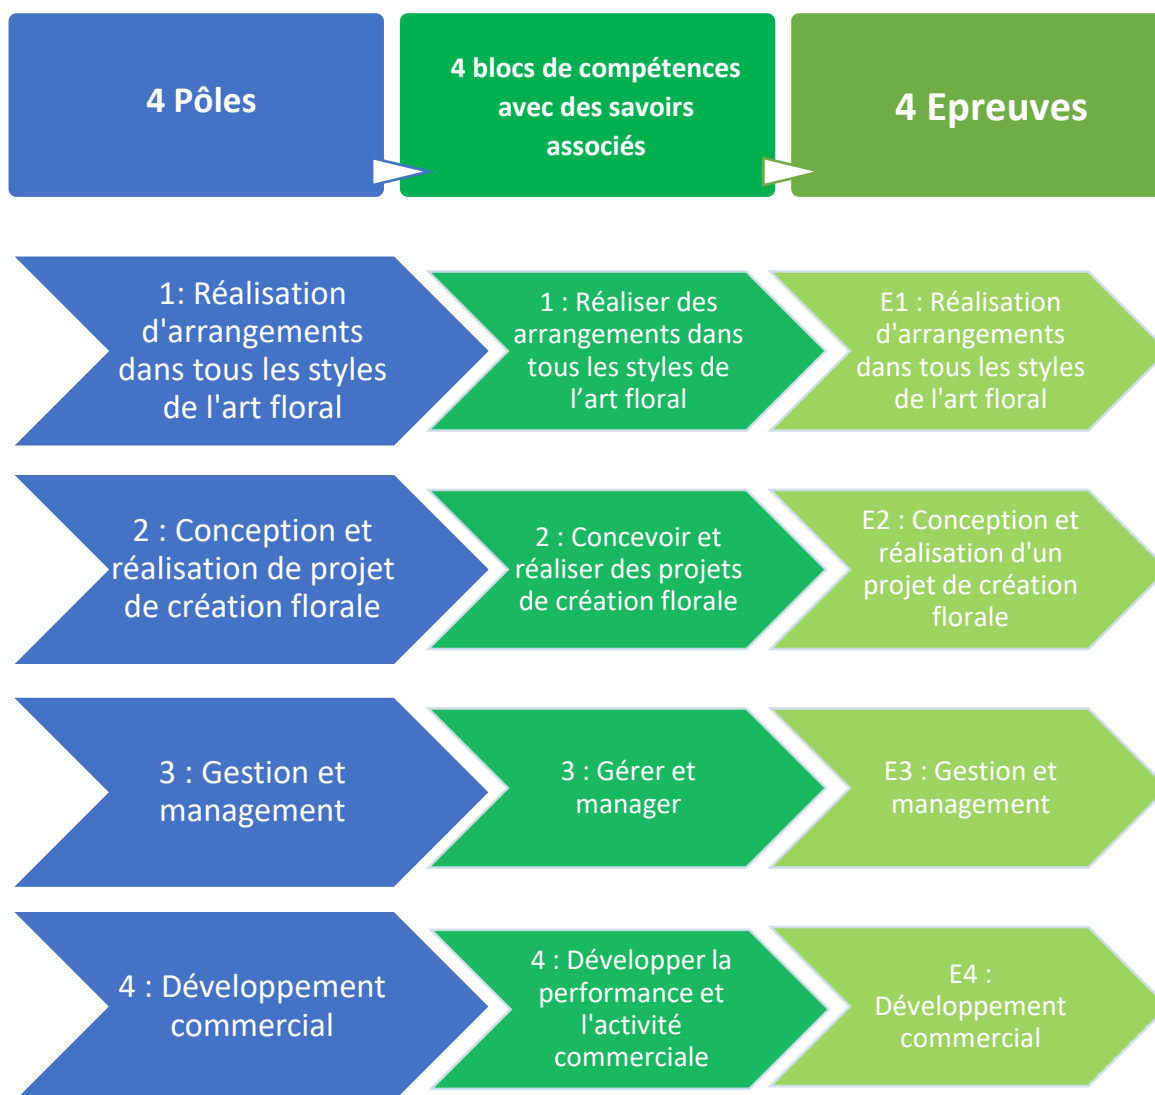 4 Pôles
4 blocs de compétences
avec des savoirs
associés
4 Epreuves
1: Réalisation
d'arrangements
dans tous les styles
de l'art floral
1 : Réaliser des
arrangements dans
tous les styles de
l’art floral
E1 : Réalisation
d'arrangements
dans tous les styles
de l'art floral
2 : Conception et
réalisation de projet
de création florale
2 : Concevoir et
réaliser des projets
de création florale
E2 : Conception et
réalisation d'un
projet de création
florale
3 : Gestion et
management
3 : Gérer et
manager
E3 : Gestion et
management
4 : Développement
commercial
4 : Développer la
performance et
l'activité
commerciale
E4 :
Développement
commercial